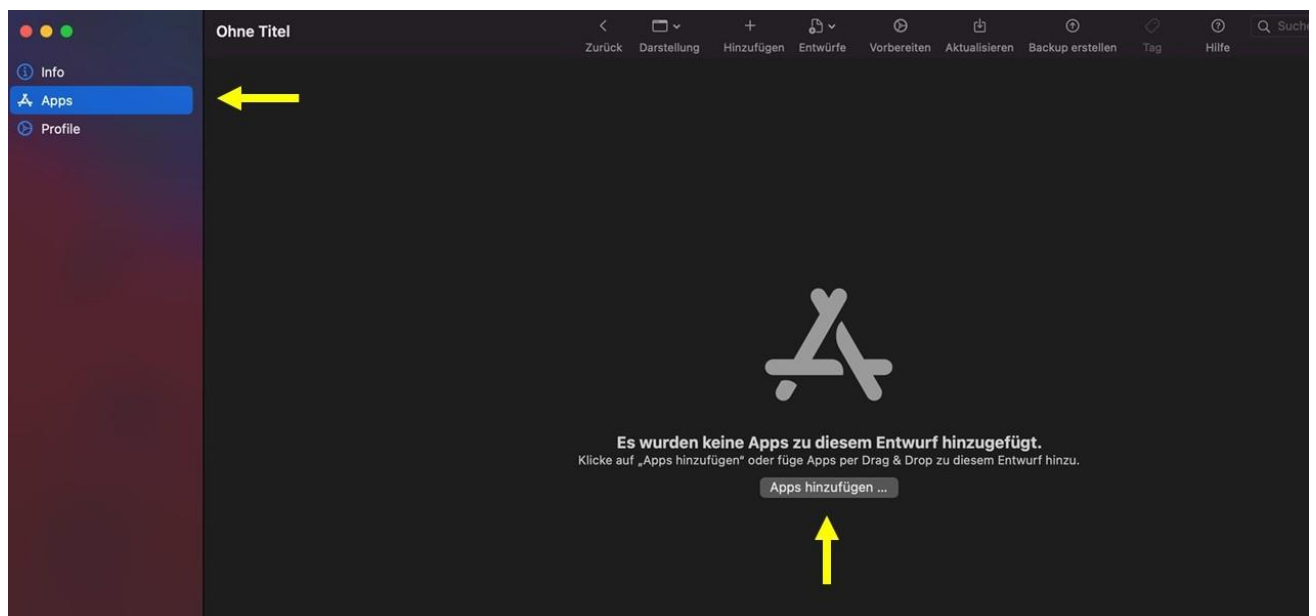 Ohne Titel
Zurück Darstellung Hinzufügen Entwürfe Vorbereiten Aktualisieren Backup erstellen Tag Hilfe Suche
Info
Apps
Profile
Es wurden keine Apps zu diesem Entwurf hinzugefügt.
Klicke auf „Apps hinzufügen“ oder füge Apps per Drag & Drop zu diesem Entwurf hinzu.
Apps hinzufügen ...